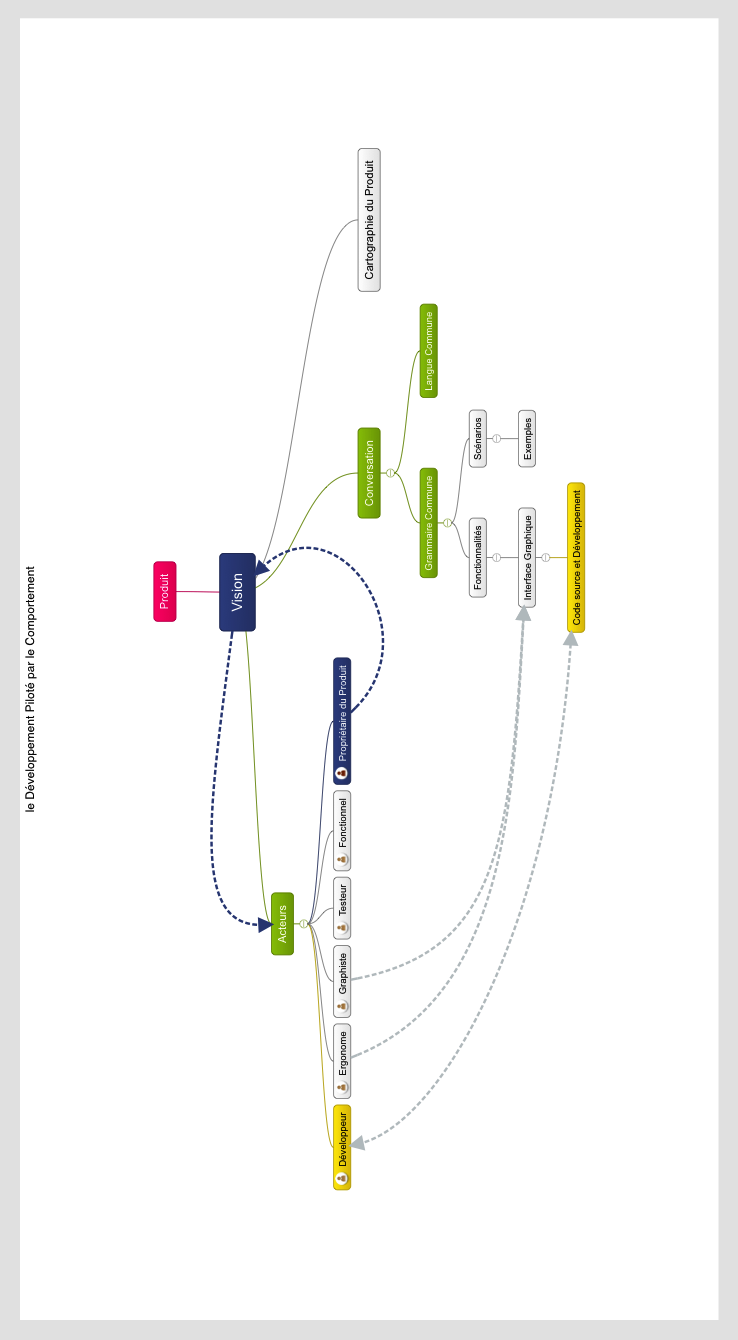 le Développement Piloté par le Comportement
Produit
Vision
Acteurs
Développeur
Ergonome
Graphiste
Testeur
Fonctionnel
Propriétaire du Produit
Conversation
Grammaire Commune
Fonctionnalités
Interface Graphique
Code source et Développement
Scénarios
Exemples
Langue Commune
Cartographie du Produit